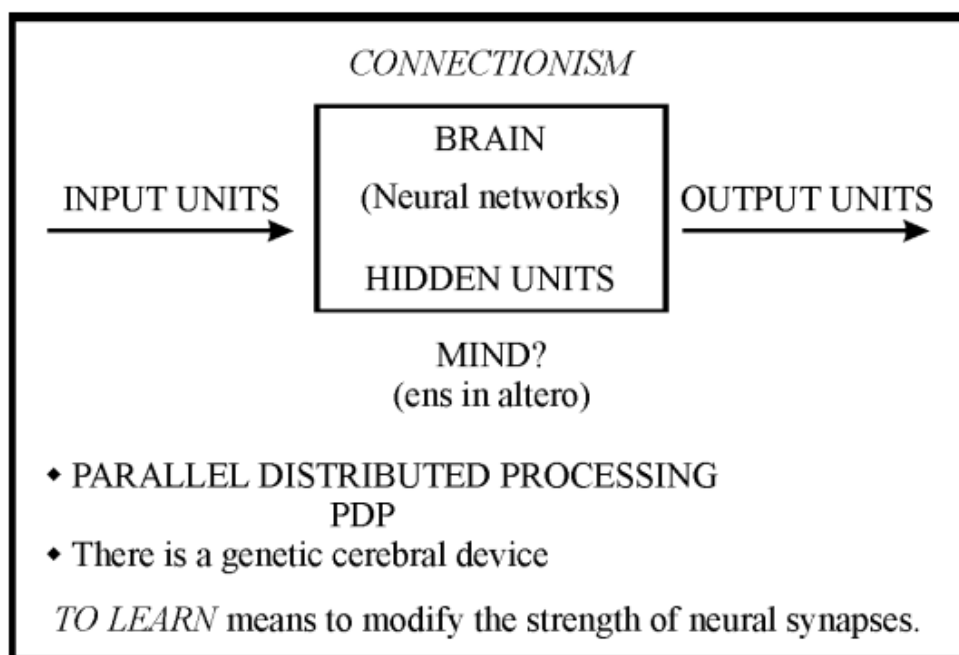 CONNECTIONISM
BRAIN
INPUT UNITS
(Neural networks)
OUTPUT UNITS
HIDDEN UNITS
MIND?
(ens in altero)
◆ PARALLEL DISTRIBUTED PROCESSING
PDP
◆ There is a genetic cerebral device
TO LEARN means to modify the strength of neural synapses.